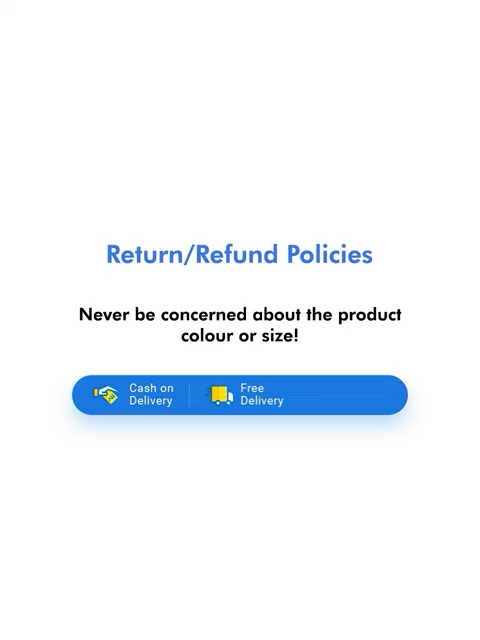 Return/Refund Policies
Never be concerned about the product
colour or size!
Cash on
Delivery
Free
Delivery